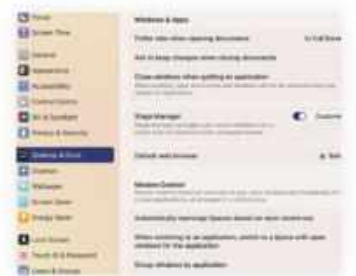 Focus
Screen Time
General
Appearance
Accessibility
Control Center
Siri & Spotlight
Privacy & Security
Desktop & Dock
Displays
Wallpaper
Screen Saver
Energy Saver
Lock Screen
Touch ID & Password
Users & Groups
Windows & Apps
Prefer tabs when opening documents
In Full Screen
Ask to keep changes when closing documents
Close windows when quitting an application
Stage Manager
Customize
Default web browser
Mission Control
Automatically rearrange Spaces based on most recent use
When switching to an application, switch to a Space with open
windows for the application
Group windows by application